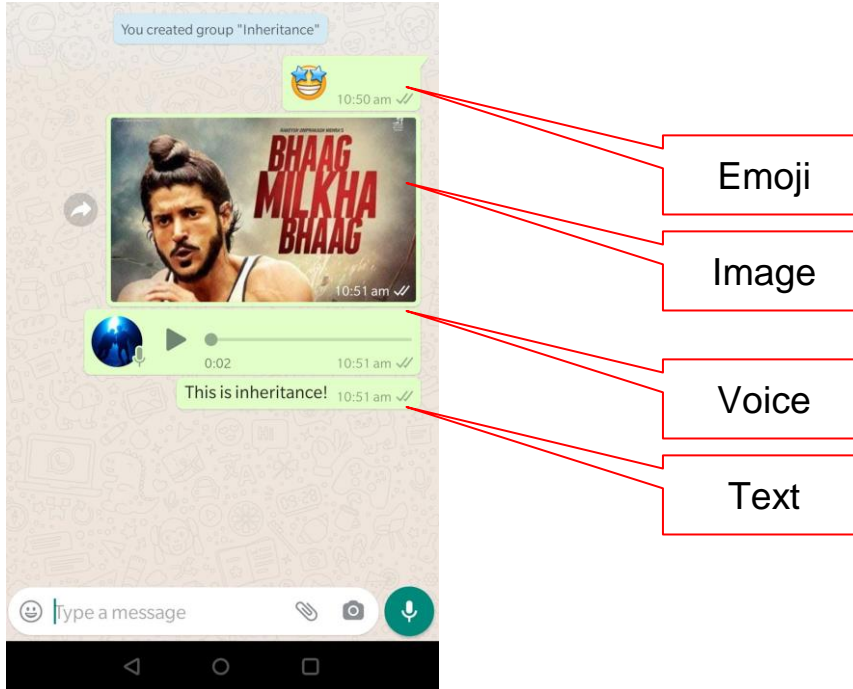 You created group "Inheritance"
10:50 am
Emoji
BHAAG
MILKHA
BHAAG
10:51 am
Image
0:02
10:51 am
Voice
This is inheritance!
10:51 am
Text
Type a message